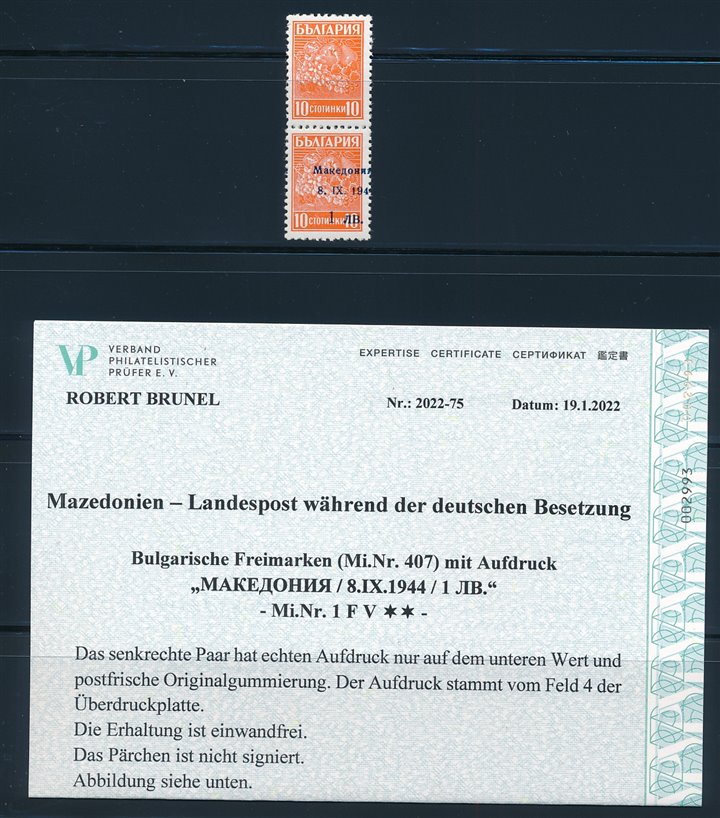 БЪЛГАРИЯ
10 СТОТИНКИ 10
БЪЛГАРИЯ
Македония
8. IX. 194
10 СТОТИНКИ 10
1 ЛВ.
VP
VERBAND
PHILATELISTISCHER
PRÜFER E. V.
EXPERTISE CERTIFICATE СЕРТИФИКАТ 鑑定書
ROBERT BRUNEL
Nr.: 2022-75
Datum: 19.1.2022
Mazedonien – Landespost während der deutschen Besetzung
Bulgarische Freimarken (Mi.Nr. 407) mit Aufdruck
„МАКЕДОНИЯ / 8.IX.1944 / 1 ЛВ.“
- Mi.Nr. 1 F V ✶✶ -
Das senkrechte Paar hat echten Aufdruck nur auf dem unteren Wert und
postfrische Originalgummierung. Der Aufdruck stammt vom Feld 4 der
Überdruckplatte.
Die Erhaltung ist einwandfrei.
Das Pärchen ist nicht signiert.
Abbildung siehe unten.
002993